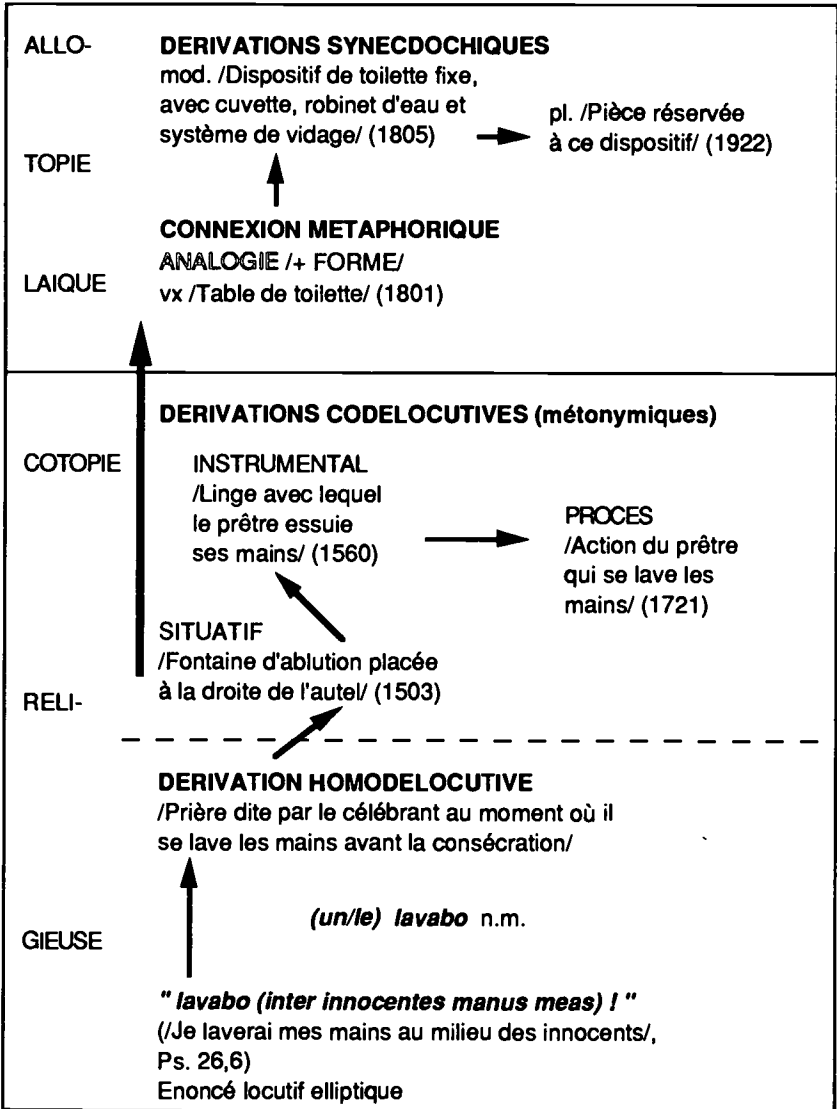 ALLO-
DERIVATIONS SYNECDOCHIQUES
mod. /Dispositif de toilette fixe,
avec cuvette, robinet d'eau et
système de vidage/ (1805)
pl. /Pièce réservée
à ce dispositif/ (1922)
TOPIE
CONNEXION METAPHORIQUE
ANALOGIE /+ FORME/
LAIQUE
vx /Table de toilette/ (1801)
DERIVATIONS CODELOCUTIVES (métonymiques)
COTOPIE
INSTRUMENTAL
/Linge avec lequel
le prêtre essuie
ses mains/ (1560)
PROCES
/Action du prêtre
qui se lave les
mains/ (1721)
SITUATIF
/Fontaine d'ablution placée
à la droite de l'autel/ (1503)
RELI-
DERIVATION HOMODELOCUTIVE
/Prière dite par le célébrant au moment où il
se lave les mains avant la consécration/
(un/le) lavabo n.m.
GIEUSE
" lavabo (inter innocentes manus meas) ! "
(/Je laverai mes mains au milieu des innocents/,
Ps. 26,6)
Enoncé locutif elliptique